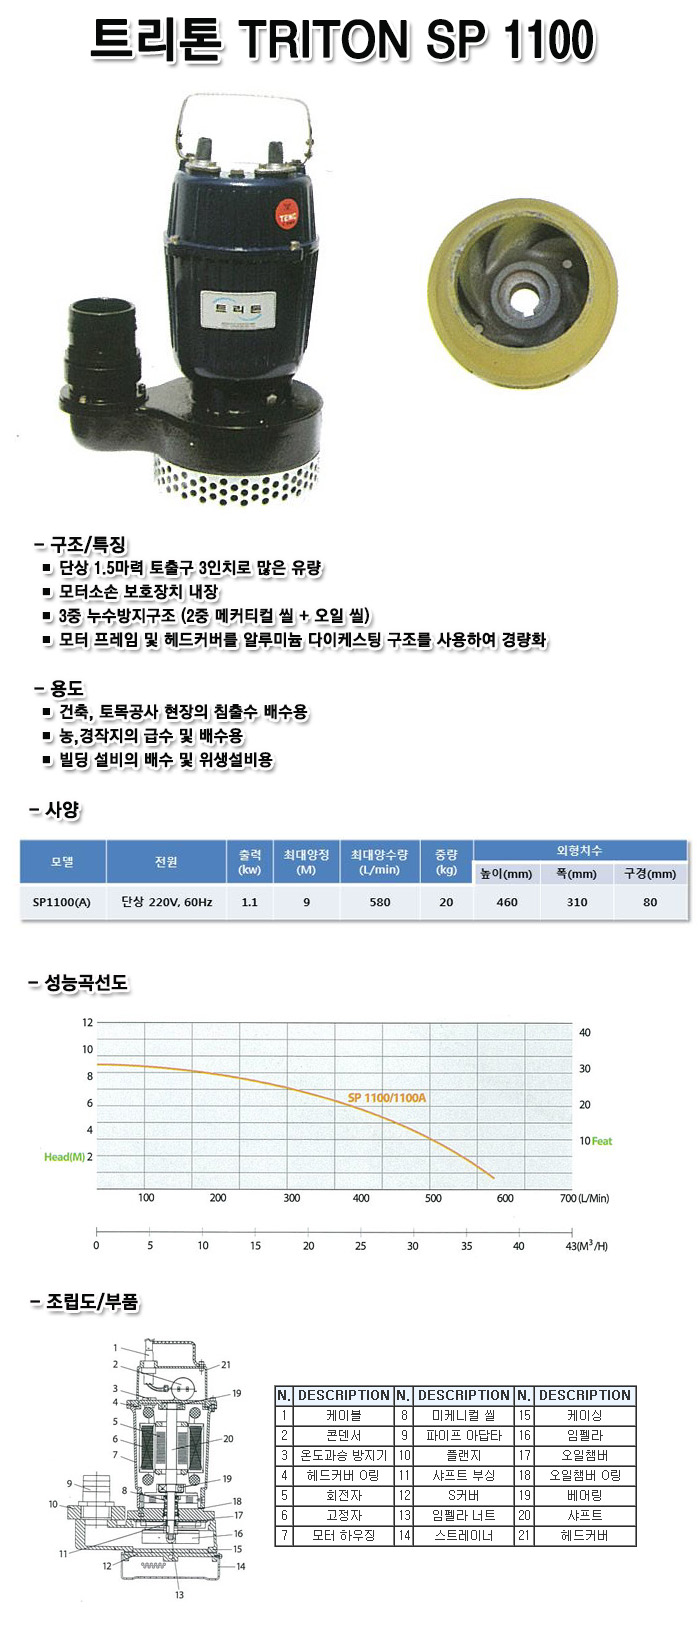 트리톤 TRITON SP 1100
TENC
트리톤
- 구조/특징
■ 단상 1.5마력 토출구 3인치로 많은 유량
■ 모터소손 보호장치 내장
■ 3중 누수방지구조 (2중 메커티컬 씰 + 오일 씰)
■ 모터 프레임 및 헤드커버를 알루미늄 다이케스팅 구조를 사용하여 경량화
- 용도
■ 건축, 토목공사 현장의 침출수 배수용
■ 농,경작지의 급수 및 배수용
■ 빌딩 설비의 배수 및 위생설비용
- 사양
모델 전원 출력 (kw) 최대양정 (M) 최대양수량 (L/min) 중량 (kg) 외형치수
높이(mm) 폭(mm) 구경(mm)
SP1100(A) 단상 220V, 60Hz 1.1 9 580 20 460 310 80
- 성능곡선도
12
10
8
6
4
Head(M) 2
40
30
20
10 Feat
SP 1100/1100A
100 200 300 400 500 600 700 (L/Min)
0 5 10 15 20 25 30 35 40 43(M³/H)
- 조립도/부품
1
2
3
4
5
6
7
8
9
10
11
12
13
14
15
16
17
18
19
20
19
21
N. DESCRIPTION N. DESCRIPTION N. DESCRIPTION
1 케이블 8 미케니컬 씰 15 케이싱
2 콘덴서 9 파이프 아답타 16 임펠라
3 온도과승 방지기 10 플랜지 17 오일챔버
4 헤드커버 O링 11 샤프트 부싱 18 오일챔버 O링
5 회전자 12 S커버 19 베어링
6 고정자 13 임펠라 너트 20 샤프트
7 모터 하우징 14 스트레이너 21 헤드커버